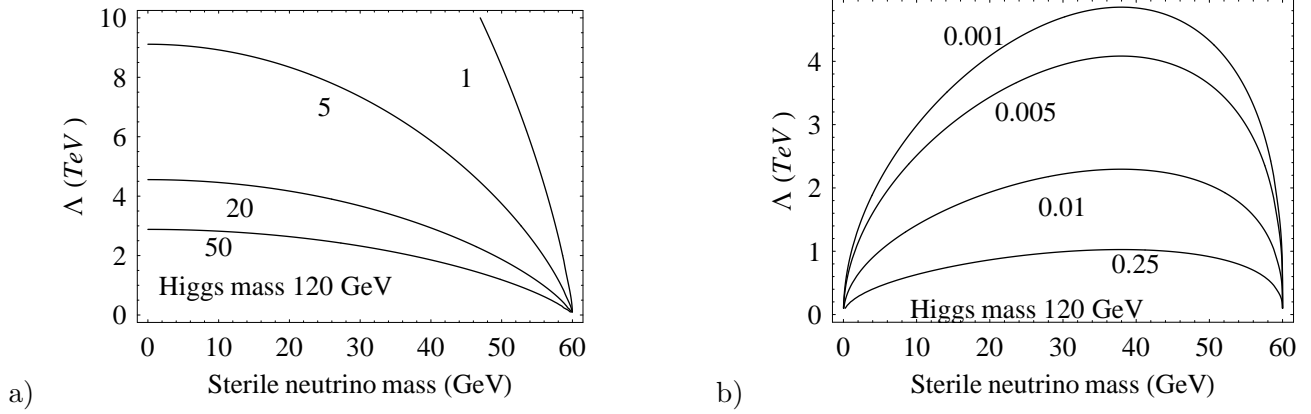 10
8
6
4
2
0
Λ (TeV)
1
5
20
50
Higgs mass 120 GeV
0 10 20 30 40 50 60
Sterile neutrino mass (GeV)
a)
4
3
2
1
0
Λ (TeV)
0.001
0.005
0.01
0.25
Higgs mass 120 GeV
0 10 20 30 40 50 60
Sterile neutrino mass (GeV)
b)